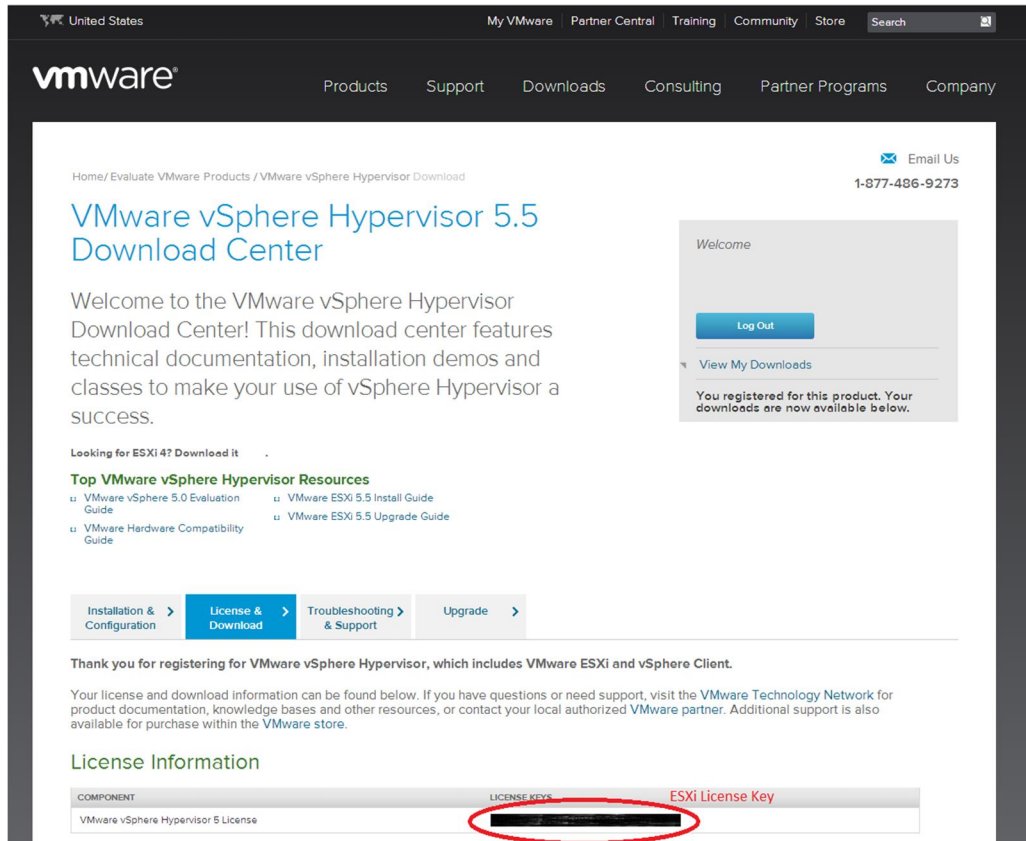 United States
My VMware Partner Central Training Community Store Search
vmware®
Products Support Downloads Consulting Partner Programs Company
Email Us
1-877-486-9273
Home/ Evaluate VMware Products / VMware vSphere Hypervisor Download
VMware vSphere Hypervisor 5.5
Download Center
Welcome
Welcome to the VMware vSphere Hypervisor
Download Center! This download center features
technical documentation, installation demos and
classes to make your use of vSphere Hypervisor a
success.
Log Out
View My Downloads
You registered for this product. Your
downloads are now available below.
Looking for ESXi 4? Download it .
Top VMware vSphere Hypervisor Resources
VMware vSphere 5.0 Evaluation
Guide
VMware Hardware Compatibility
Guide
VMware ESXi 5.5 Install Guide
VMware ESXi 5.5 Upgrade Guide
Installation &
Configuration
License &
Download
Troubleshooting
& Support
Upgrade
Thank you for registering for VMware vSphere Hypervisor, which includes VMware ESXi and vSphere Client.
Your license and download information can be found below. If you have questions or need support, visit the VMware Technology Network for
product documentation, knowledge bases and other resources, or contact your local authorized VMware partner. Additional support is also
available for purchase within the VMware store.
License Information
COMPONENT LICENSE KEYS ESXi License Key
VMware vSphere Hypervisor 5 License